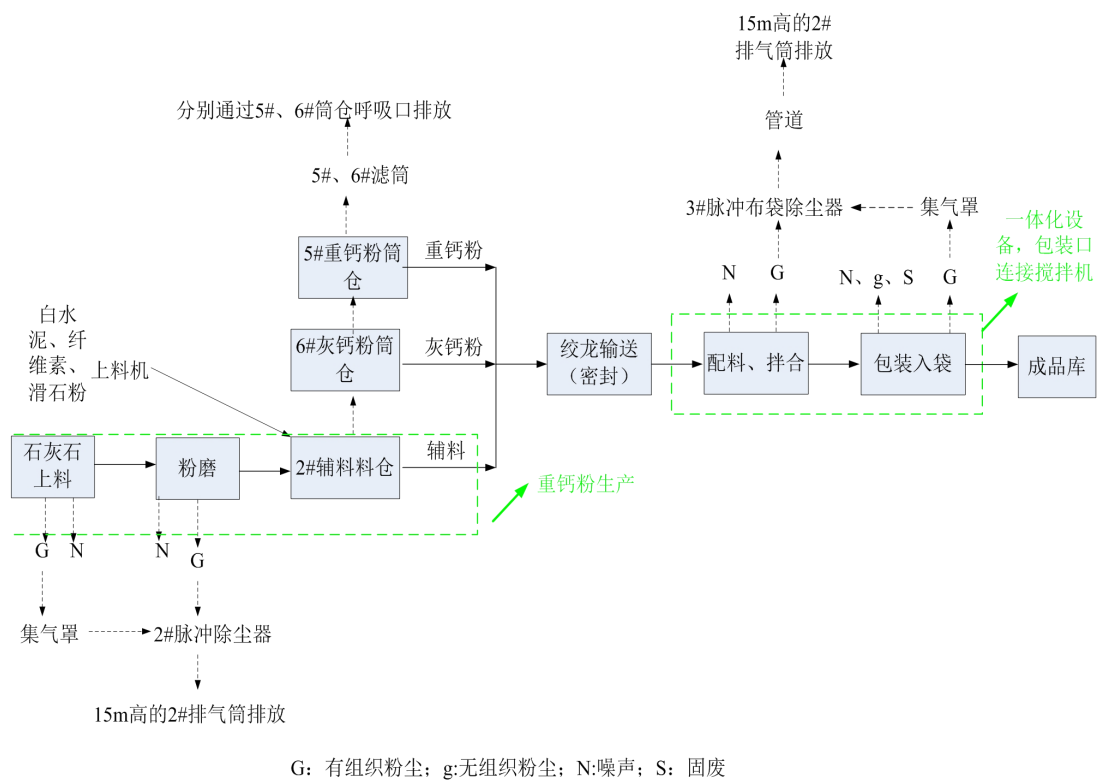 15m高的2#
排气筒排放
分别通过5#、6#筒仓呼吸口排放
管道
5#、6#滤筒
3#脉冲布袋除尘器
集气罩
一体化设
备，包装口
连接搅拌机
5#重钙粉筒
仓
重钙粉
N
G
N、g、S
G
白水
泥、纤
维素、
滑石粉
上料机
6#灰钙粉筒
仓
灰钙粉
绞龙输送
（密封）
配料、拌合
包装入袋
成品库
石灰石
上料
粉磨
2#辅料料仓
辅料
重钙粉生产
G
N
N
G
集气罩
2#脉冲除尘器
15m高的2#排气筒排放
G：有组织粉尘；g:无组织粉尘；N:噪声；S：固废